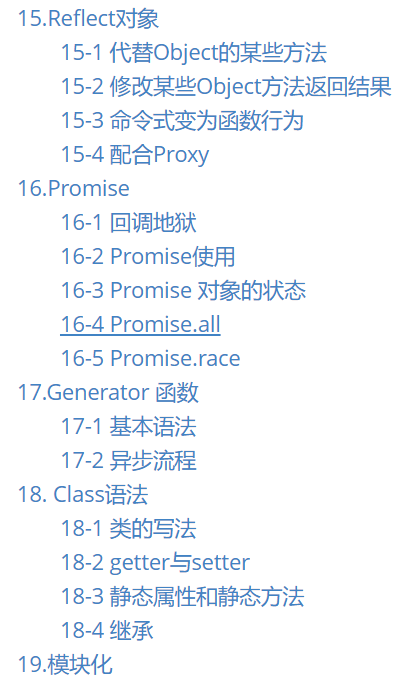 15.Reflect对象
15-1 代替Object的某些方法
15-2 修改某些Object方法返回结果
15-3 命令式变为函数行为
15-4 配合Proxy
16.Promise
16-1 回调地狱
16-2 Promise使用
16-3 Promise 对象的状态
16-4 Promise.all
16-5 Promise.race
17.Generator 函数
17-1 基本语法
17-2 异步流程
18. Class语法
18-1 类的写法
18-2 getter与setter
18-3 静态属性和静态方法
18-4 继承
19.模块化